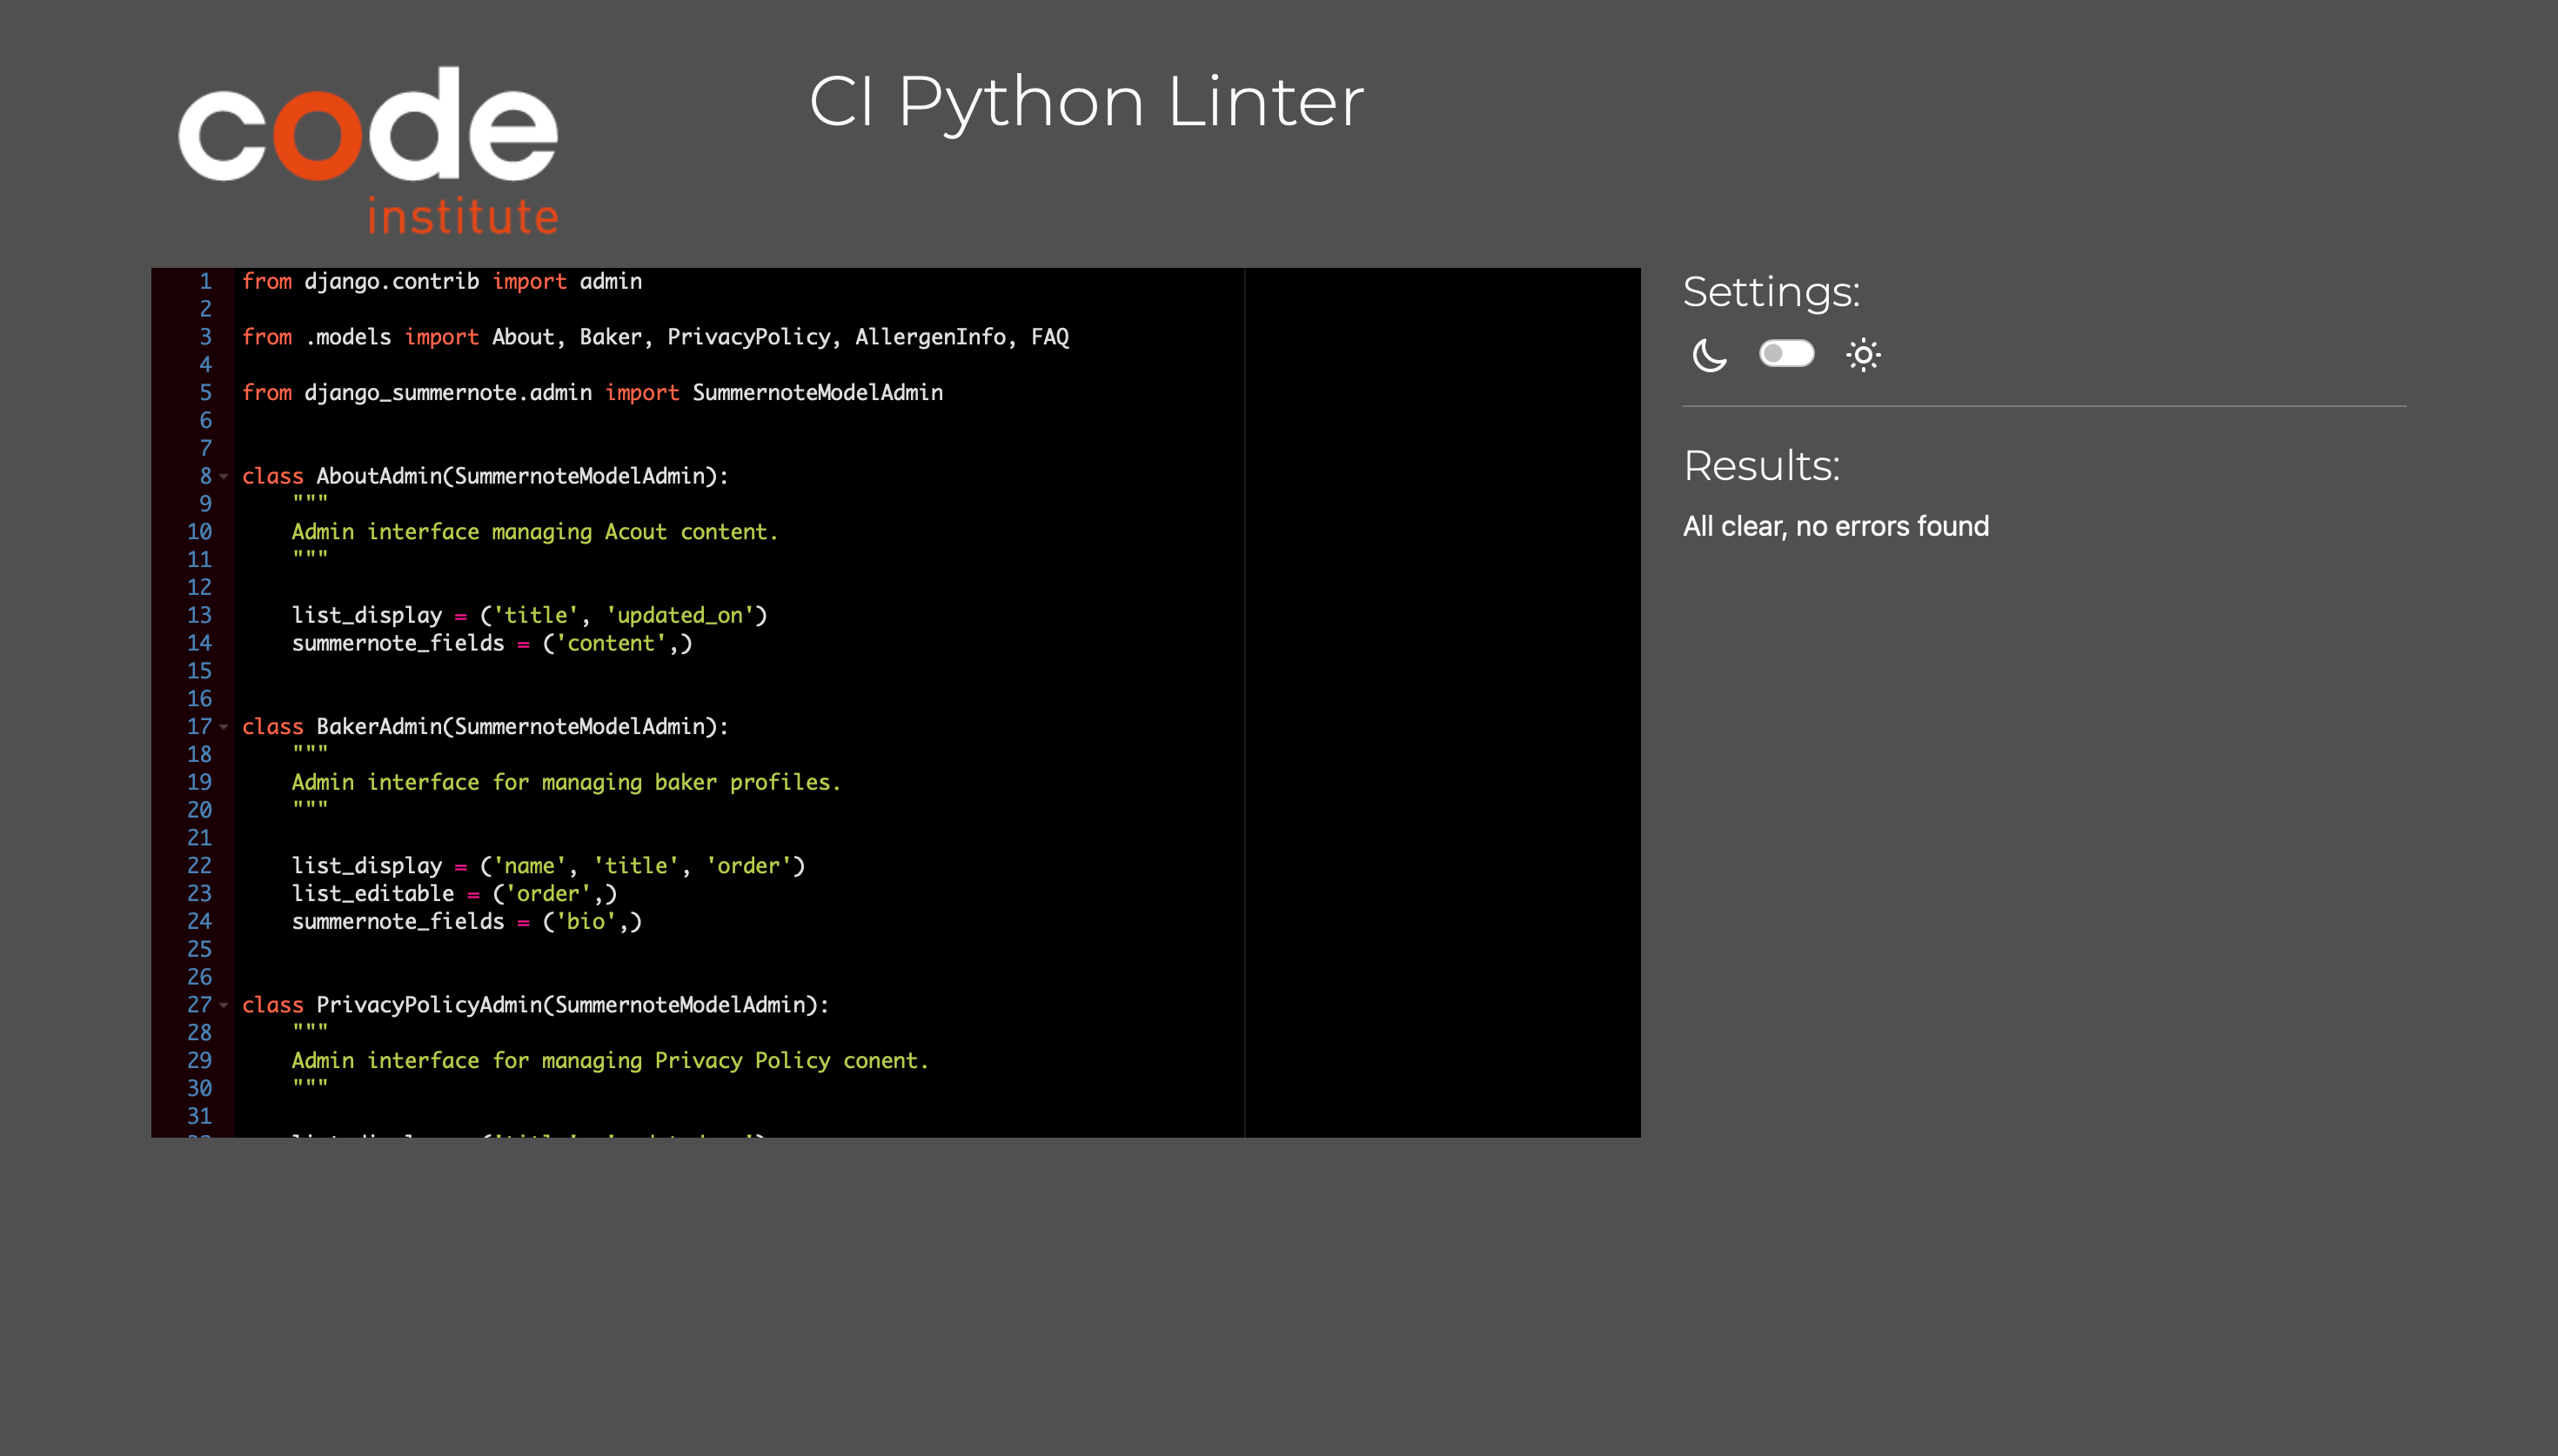 code
institute
CI Python Linter
1 from django.contrib import admin
2
3 from .models import About, Baker, PrivacyPolicy, AllergenInfo, FAQ
4
5 from django_summernote.admin import SummernoteModelAdmin
6
7
8 class AboutAdmin(SummernoteModelAdmin):
9     """
10     Admin interface managing Acout content.
11     """
12
13     list_display = ('title', 'updated_on')
14     summernote_fields = ('content',)
15
16
17 class BakerAdmin(SummernoteModelAdmin):
18     """
19     Admin interface for managing baker profiles.
20     """
21
22     list_display = ('name', 'title', 'order')
23     list_editable = ('order',)
24     summernote_fields = ('bio',)
25
26
27 class PrivacyPolicyAdmin(SummernoteModelAdmin):
28     """
29     Admin interface for managing Privacy Policy conent.
30     """
31
Settings:
Results:
All clear, no errors found